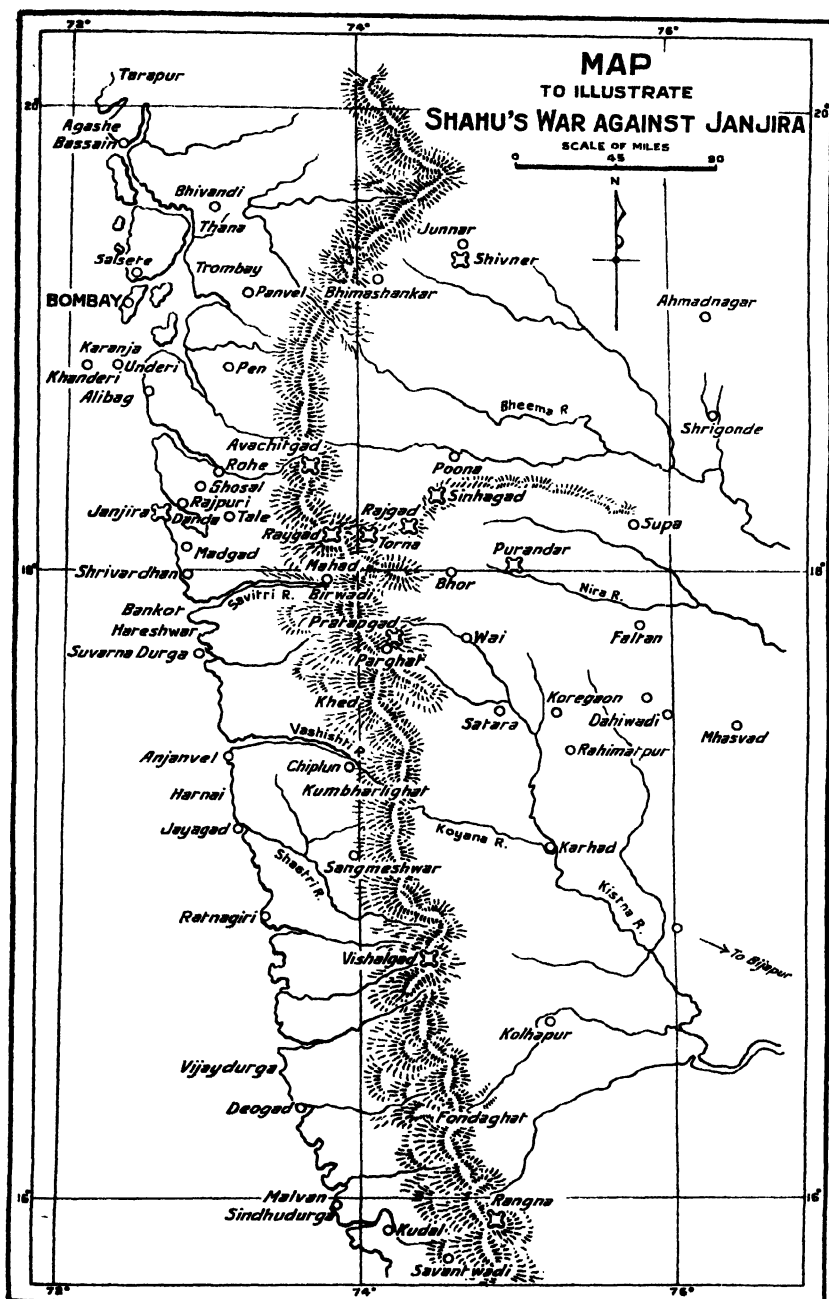 72°
74°
76°
MAP
TO ILLUSTRATE
SHAHU'S WAR AGAINST JANJIRA
SCALE OF MILES
0 45 90
N
Tarapur
20°
20°
Agashe
Bassain
Bhivandi
Thana
Junnar
Shivner
Salsete
Trombay
BOMBAY
Panvel
Bhimashankar
Ahmadnagar
Karanja
Underi
Khanderi
Pen
Alibag
Bheema R
Shrigonde
Avachitgad
Rohe
Poona
Ghosal
Sinhagad
Rajpuri
Janjira
Danda
Tale
Rajgad
Supa
Raygad
Torna
Madgad
Purandar
18°
18°
Mahad
Shrivardhan
Bhor
Birwadi
Savitri R.
Nira R.
Bankot
Pratapgad
Hareshwar
Wai
Faltan
Suvarna Durga
Parghat
Khed
Koregaon
Satara
Dahiwadi
Mhasvad
Vashishti R.
Rahimatpur
Anjanvel
Chiplun
Kumbharlighat
Harnai
Jayagad
Koyana R.
Karhad
Sangmeshwar
Shastri R.
Kistna R.
Ratnagiri
Vishalgad
To Bijapur
Kolhapur
Vijaydurga
Deogad
Fondaghat
16°
16°
Malvan
Rangna
Sindhudurga
Kudal
Savantwadi
72°
74°
76°